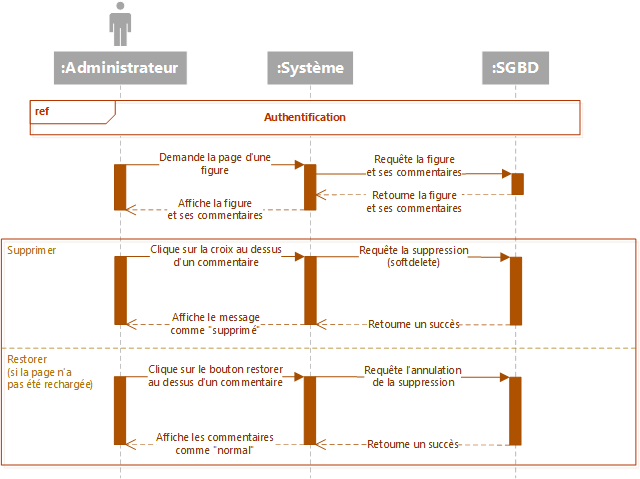 :Administrateur
:Système
:SGBD
ref
Authentification
Demande la page d'une
figure
Requête la figure
et ses commentaires
Retourne la figure
et ses commentaires
Affiche la figure
et ses commentaires
Supprimer
Clique sur la croix au dessus
d'un commentaire
Requête la suppression
(softdelete)
Affiche le message
comme "supprimé"
Retoune un succès
Restorer
(si la page n'a
pas été rechargée)
Clique sur le bouton restorer
au dessus d'un commentaire
Requête l'annulation
de la suppression
Affiche les commentaires
comme "normal"
Retoune un succès